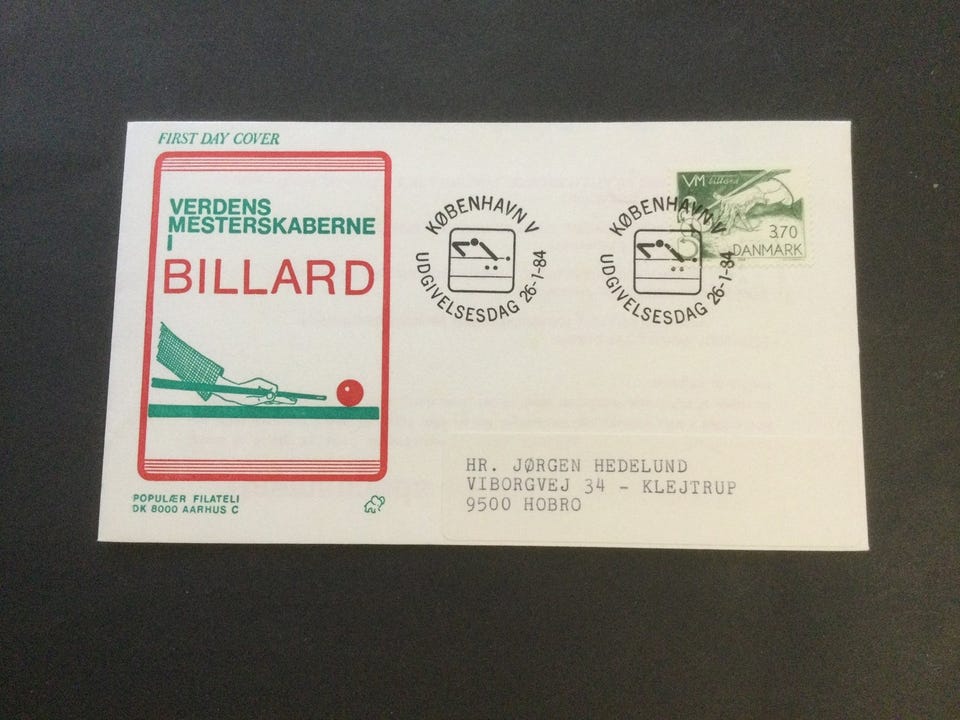 FIRST DAY COVER
VERDENS
MESTERSKABERNE
I
BILLARD
POPULÆR FILATELI
DK 8000 AARHUS C
KØBENHAVN V
UDGIVELSESDAG 26-1-84
KØBENHAVN V
UDGIVELSESDAG 26-1-84
VM billard
3.70
DANMARK
HR. JØRGEN HEDELUND
VIBORGVEJ 34 - KLEJTRUP
9500 HOBRO